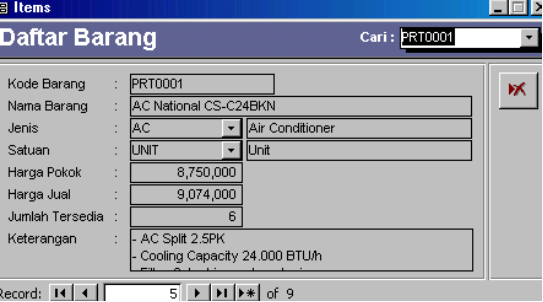 Items
Daftar Barang Cari : PRT0001
Kode Barang : PRT0001
Nama Barang : AC National CS-C24BKN
Jenis : AC Air Conditioner
Satuan : UNIT Unit
Harga Pokok : 8,750,000
Harga Jual : 9,074,000
Jumlah Tersedia : 6
Keterangan : - AC Split 2.5PK
- Cooling Capacity 24.000 BTU/h
Record: 5 of 9